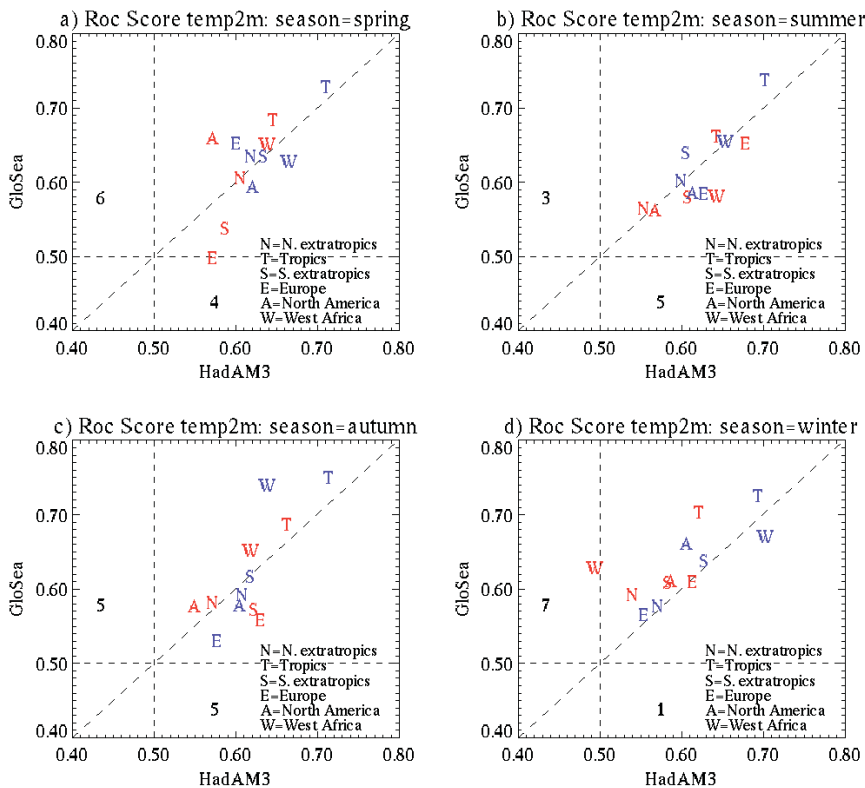 a) Roc Score temp2m: season=spring
0.80
T
0.70
T
A
E
W
N
S
W
0.60
N
A
6
S
0.50
E
N=N. extratropics
T=Tropics
S=S. extratropics
E=Europe
4
A=North America
W=West Africa
0.40
0.40 0.50 0.60 0.70 0.80
HadAM3
GloSea
b) Roc Score temp2m: season=summer
0.80
T
0.70
T
W
E
S
0.60
N
A
E
S
W
3
N
A
0.50
N=N. extratropics
T=Tropics
S=S. extratropics
E=Europe
5
A=North America
W=West Africa
0.40
0.40 0.50 0.60 0.70 0.80
HadAM3
GloSea
c) Roc Score temp2m: season=autumn
0.80
T
W
0.70
T
W
S
0.60
N
A
N
A
5
S
E
E
0.50
N=N. extratropics
T=Tropics
S=S. extratropics
E=Europe
5
A=North America
W=West Africa
0.40
0.40 0.50 0.60 0.70 0.80
HadAM3
GloSea
d) Roc Score temp2m: season=winter
0.80
T
0.70
T
W
A
S
W
S
A
E
0.60
N
N
7
E
0.50
N=N. extratropics
T=Tropics
S=S. extratropics
E=Europe
1
A=North America
W=West Africa
0.40
0.40 0.50 0.60 0.70 0.80
HadAM3
GloSea